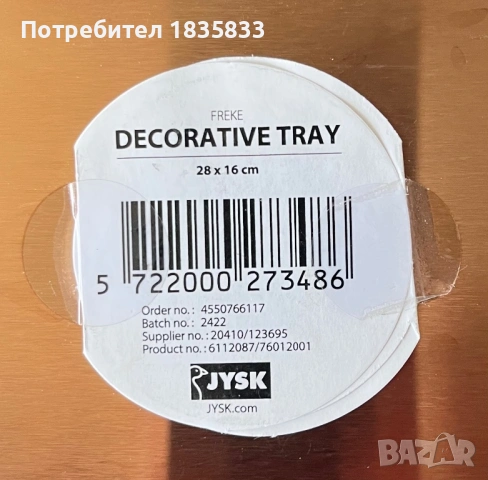 Потребител 1835833
FREKE
DECORATIVE TRAY
28 x 16 cm
5 722000 273486
Order no.: 4550766117
Batch no.: 2422
Supplier no.: 20410/123695
Product no.: 6112087/76012001
JYSK
JYSK.com
BAZAR